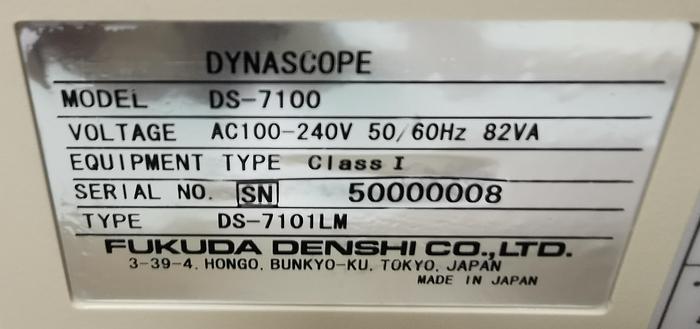 DYNASCOPE
MODEL DS-7100
VOLTAGE AC100-240V 50/60Hz 82VA
EQUIPMENT TYPE Class I
SERIAL NO. SN 50000008
TYPE DS-7101LM
FUKUDA DENSHI CO.,LTD.
3-39-4, HONGO, BUNKYO-KU, TOKYO, JAPAN
MADE IN JAPAN